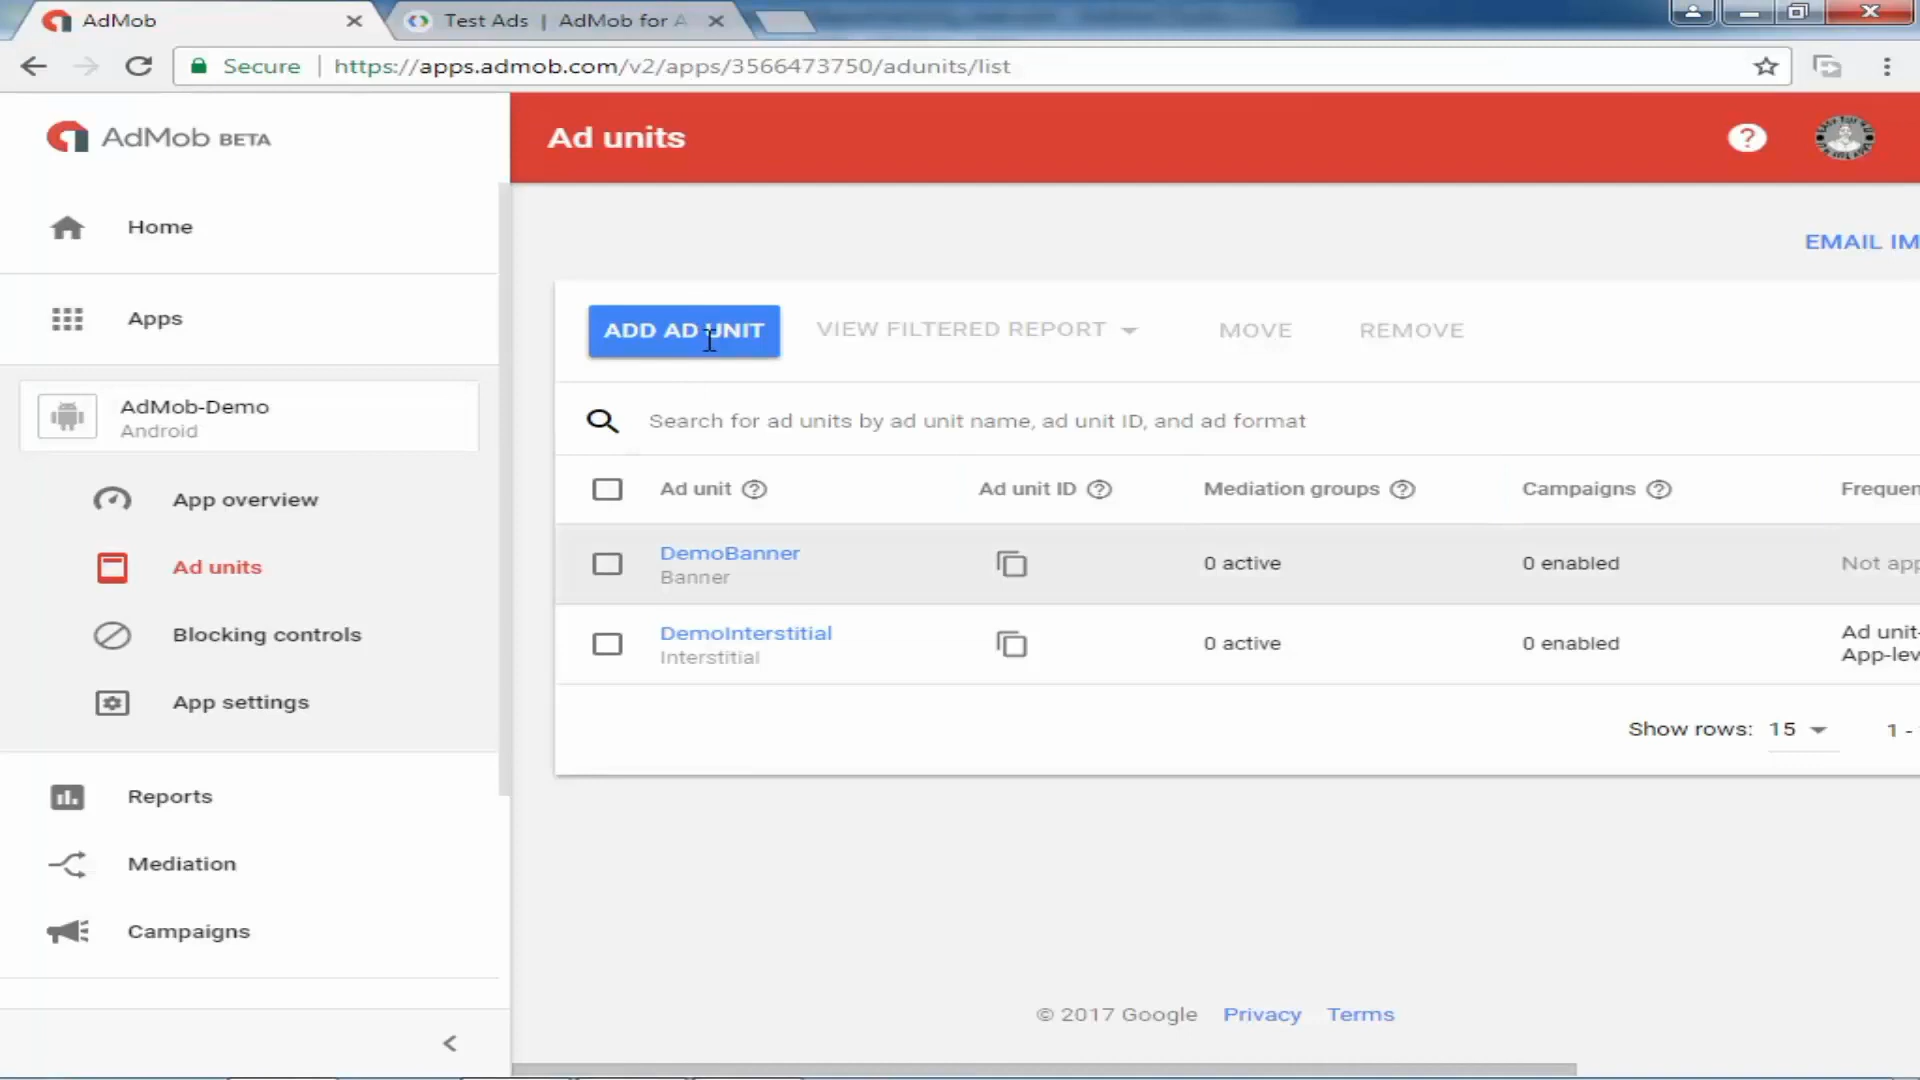 AdMob
Test Ads | AdMob for A
Secure
https://apps.admob.com/v2/apps/3566473750/adunits/list
AdMob BETA
Ad units
?
Home
EMAIL IM
Apps
ADD AD UNIT
VIEW FILTERED REPORT
MOVE
REMOVE
AdMob-Demo
Android
Search for ad units by ad unit name, ad unit ID, and ad format
Ad unit ?
Ad unit ID ?
Mediation groups ?
Campaigns ?
Frequen
App overview
DemoBanner
Banner
0 active
0 enabled
Not app
Ad units
DemoInterstitial
Interstitial
0 active
0 enabled
Ad unit-
App-lev
Blocking controls
App settings
Show rows: 15
1 -
Reports
Mediation
Campaigns
© 2017 Google Privacy Terms